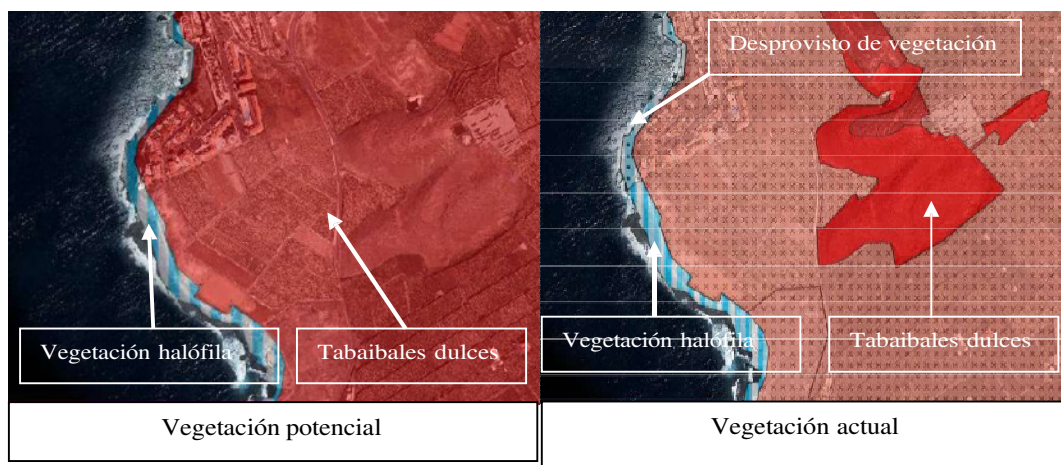 Desprovisto de vegetación
Vegetación halófila
Tabaibales dulces
Vegetación halófila
Tabaibales dulces
Vegetación potencial
Vegetación actual